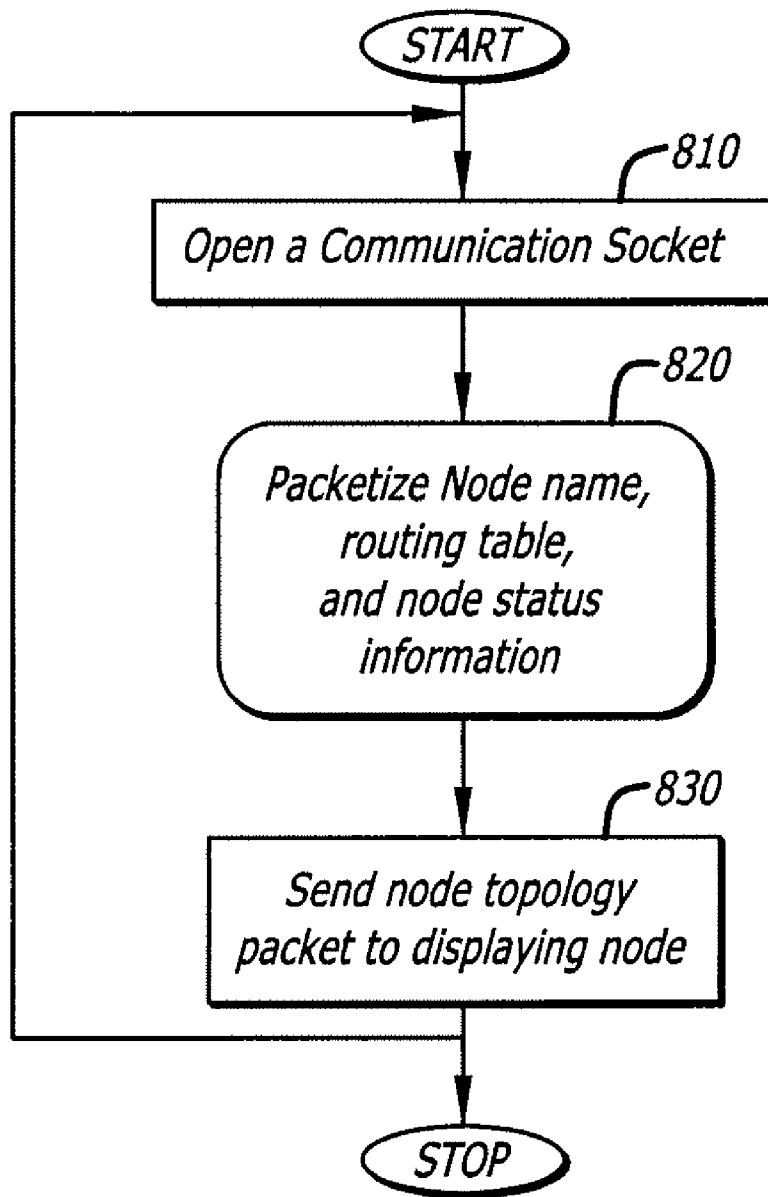 START
810
Open a Communication Socket
820
Packetize Node name,
routing table,
and node status
information
830
Send node topology
packet to displaying node
STOP